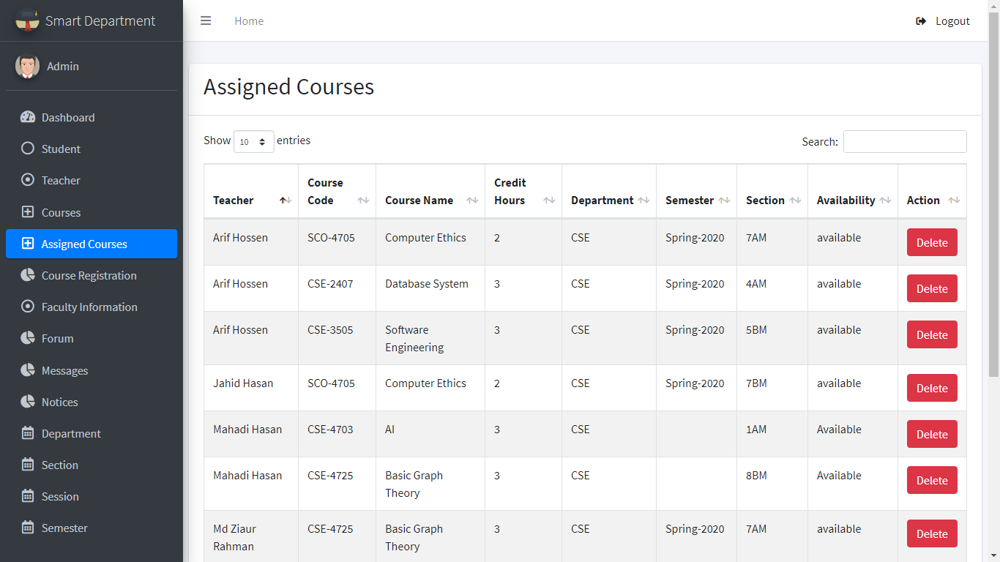 Smart Department
Home
Logout
Admin
Dashboard
Student
Teacher
Courses
Assigned Courses
Course Registration
Faculty Information
Forum
Messages
Notices
Department
Section
Session
Semester
Assigned Courses
Show 10 entries
Search:
Teacher Course Code Course Name Credit Hours Department Semester Section Availability Action
Arif Hossen SCO-4705 Computer Ethics 2 CSE Spring-2020 7AM available Delete
Arif Hossen CSE-2407 Database System 3 CSE Spring-2020 4AM available Delete
Arif Hossen CSE-3505 Software Engineering 3 CSE Spring-2020 5BM available Delete
Jahid Hasan SCO-4705 Computer Ethics 2 CSE Spring-2020 7BM available Delete
Mahadi Hasan CSE-4703 AI 3 CSE 1AM Available Delete
Mahadi Hasan CSE-4725 Basic Graph Theory 3 CSE 8BM Available Delete
Md Ziaur Rahman CSE-4725 Basic Graph Theory 3 CSE Spring-2020 7AM available Delete